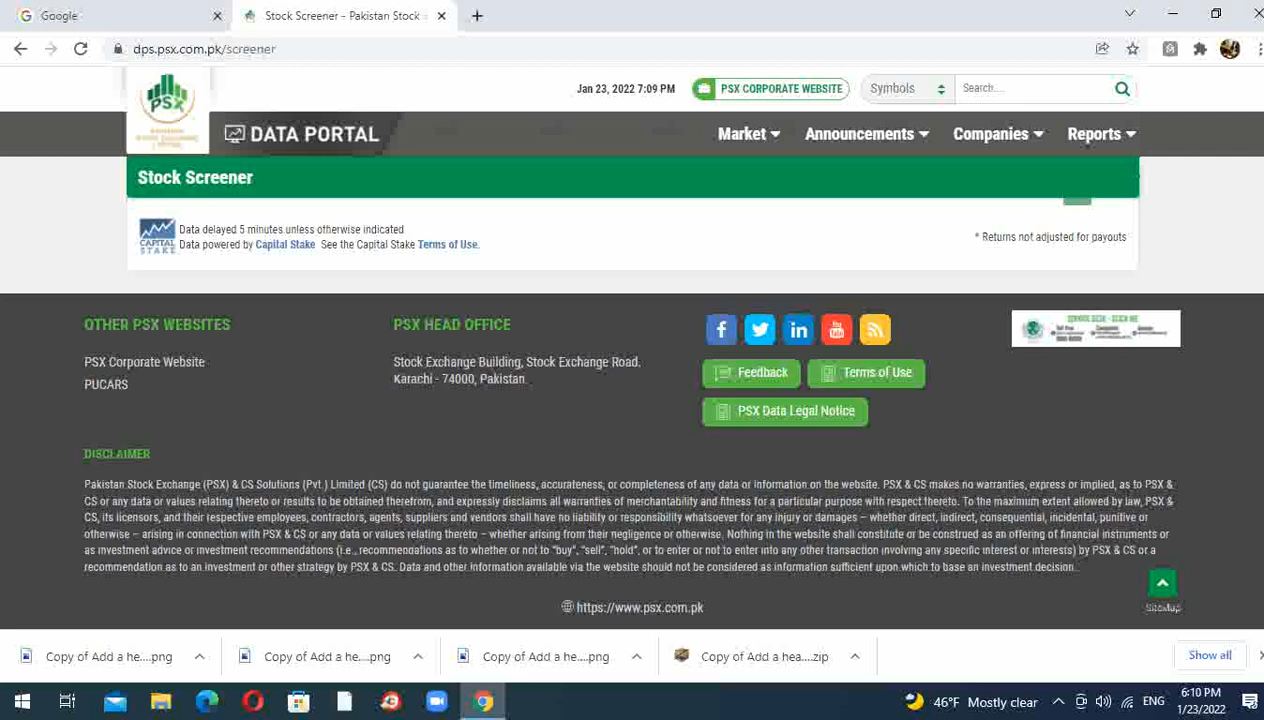 Google
Stock Screener - Pakistan Stock
dps.psx.com.pk/screener
PSX
Jan 23, 2022 7:09 PM
PSX CORPORATE WEBSITE
Symbols
Search....
DATA PORTAL
Market
Announcements
Companies
Reports
Stock Screener
CAPITAL STAKE
Data delayed 5 minutes unless otherwise indicated
Data powered by Capital Stake See the Capital Stake Terms of Use.
* Returns not adjusted for payouts
OTHER PSX WEBSITES
PSX Corporate Website
PUCARS
PSX HEAD OFFICE
Stock Exchange Building, Stock Exchange Road.
Karachi - 74000, Pakistan.
Feedback
Terms of Use
PSX Data Legal Notice
DISCLAIMER
Pakistan Stock Exchange (PSX) & CS Solutions (Pvt.) Limited (CS) do not guarantee the timeliness, accurateness, or completeness of any data or information on the website. PSX & CS makes no warranties, express or implied, as to PSX &
CS or any data or values relating thereto or results to be obtained therefrom, and expressly disclaims all warranties of merchantability and fitness for a particular purpose with respect thereto. To the maximum extent allowed by law, PSX &
CS, its licensors, and their respective employees, contractors, agents, suppliers and vendors shall have no liability or responsibility whatsoever for any injury or damages – whether direct, indirect, consequential, incidental, punitive or
otherwise – arising in connection with PSX & CS or any data or values relating thereto – whether arising from their negligence or otherwise. Nothing in the website shall constitute or be construed as an offering of financial instruments or
as investment advice or investment recommendations (i.e., recommendations as to whether or not to "buy", "sell", "hold", or to enter or not to enter into any other transaction involving any specific interest or interests) by PSX & CS or a
recommendation as to an investment or other strategy by PSX & CS. Data and other information available via the website should not be considered as information sufficient upon which to base an investment decision.
https://www.psx.com.pk
SiteMap
Copy of Add a he....png
Copy of Add a he....png
Copy of Add a he....png
Copy of Add a hea....zip
Show all
46°F Mostly clear
ENG
6:10 PM
1/23/2022